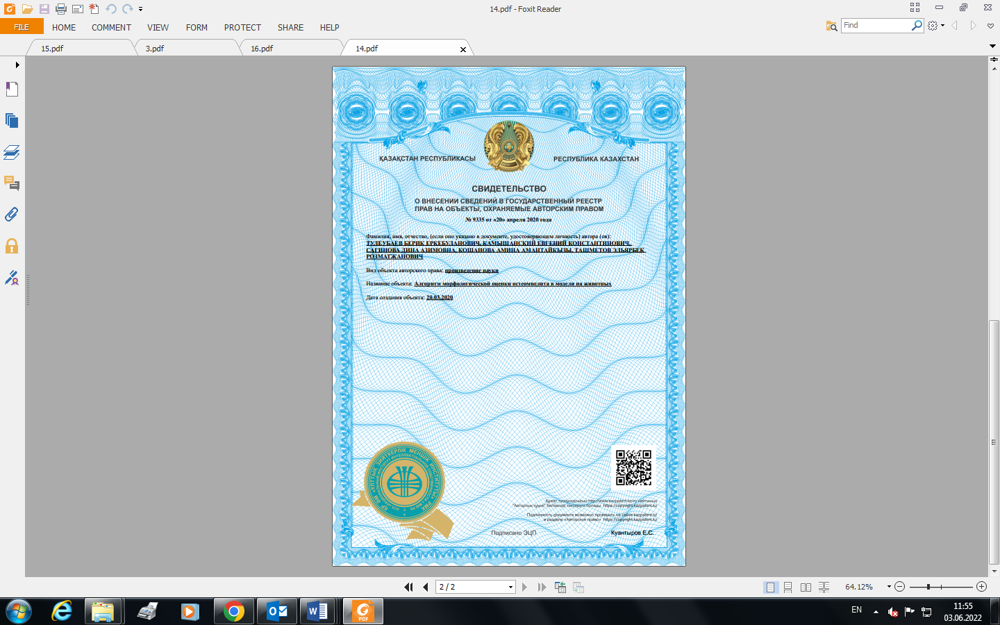 14.pdf - Foxit Reader
FILE
HOME
COMMENT
VIEW
FORM
PROTECT
SHARE
HELP
Find
15.pdf
3.pdf
16.pdf
14.pdf
ҚАЗАҚСТАН РЕСПУБЛИКАСЫ
РЕСПУБЛИКА КАЗАХСТАН
СВИДЕТЕЛЬСТВО
О ВНЕСЕНИИ СВЕДЕНИЙ В ГОСУДАРСТВЕННЫЙ РЕЕСТР
ПРАВ НА ОБЪЕКТЫ, ОХРАНЯЕМЫЕ АВТОРСКИМ ПРАВОМ
№ 9335 от «20» апреля 2020 года
Фамилия, имя, отчество, (если оно указано в документе, удостоверяющем личность) автора (ов):
ТУЛЕУБАЕВ БЕРИК ЕРКЕБУЛАНОВИЧ, КАМЫШАНСКИЙ ЕВГЕНИЙ КОНСТАНТИНОВИЧ,
САГИНОВА ДИНА АЗИМОВНА, КОШАНОВА АМИНА АМАНТАЙКЫЗЫ, ТАШМЕТОВ ЭЛЬЯРБЕК
РОЗМАТЖАНОВИЧ
Вид объекта авторского права: произведение науки
Название объекта: Алгоритм морфологической оценки остеомиелита в модели на животных
Дата создания объекта: 20.03.2020
Құжат түпнұсқалығын http://www.kazpatent.kz/ru сайтының
"Авторлық құқық" бөлімінде тексеруге болады https://copyright.kazpatent.kz
Подлинность документа возможно проверить на сайте kazpatent.kz
в разделе «Авторское право» https://copyright.kazpatent.kz
Подписано ЭЦП
Куантыров Е.С.
2 / 2
64.12%
PDF
EN
11:55
03.06.2022